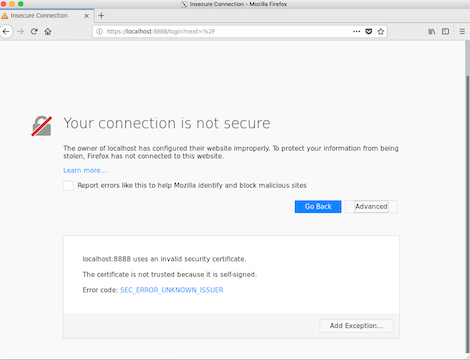 Insecure Connection - Mozilla Firefox
Insecure Connection
https://localhost:8888/login?next=%2F
Your connection is not secure
The owner of localhost has configured their website improperly. To protect your information from being
stolen, Firefox has not connected to this website.
Learn more...
Report errors like this to help Mozilla identify and block malicious sites
Go Back
Advanced
localhost:8888 uses an invalid security certificate.
The certificate is not trusted because it is self-signed.
Error code: SEC_ERROR_UNKNOWN_ISSUER
Add Exception...